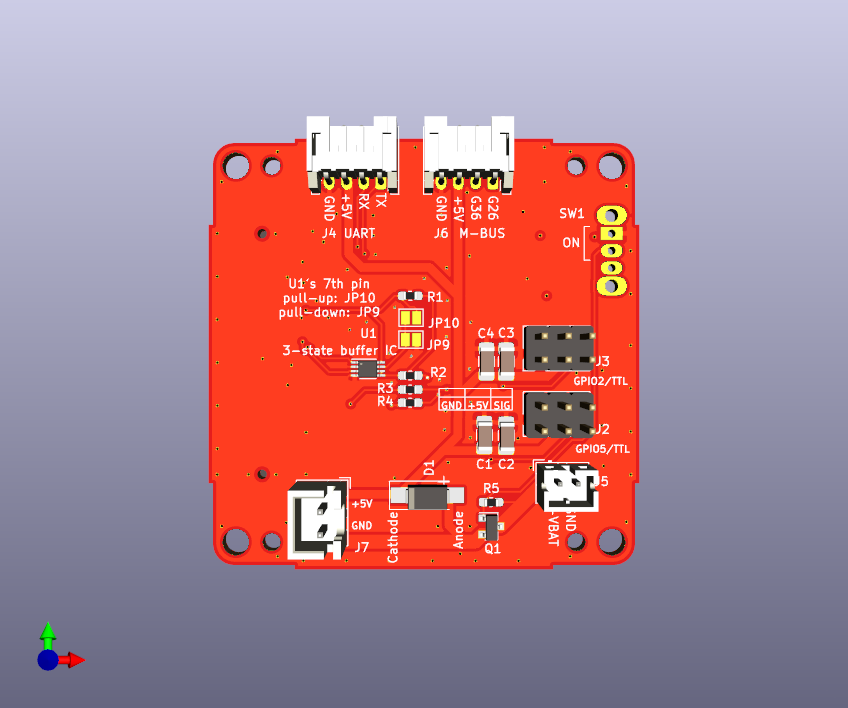 GND +5V RX TX
GND +5V G36 G26
J4 UART
J6 M-BUS
SW1
ON
U1's 7th pin
pull-up: JP10
pull-down: JP9
R1
JP10
U1
JP9
3-state buffer IC
C4 C3
J3
GPIO2/TTL
R2
R3
R4
GND +5V SIG
J2
GPIO5/TTL
C1 C2
D1
+
Cathode
Anode
R5
Q1
5
VBAT
GND
+5V
GND
J7